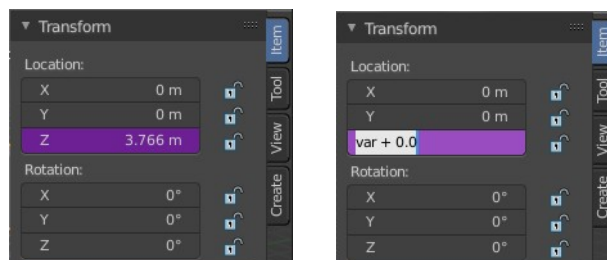 Transform
Location:
X 0 m
Y 0 m
Z 3.766 m
Rotation:
X 0°
Y 0°
Z 0°
Item
Tool
View
Create
Transform
Location:
X 0 m
Y 0 m
var + 0.0
Rotation:
X 0°
Y 0°
Z 0°
Item
Tool
View
Create